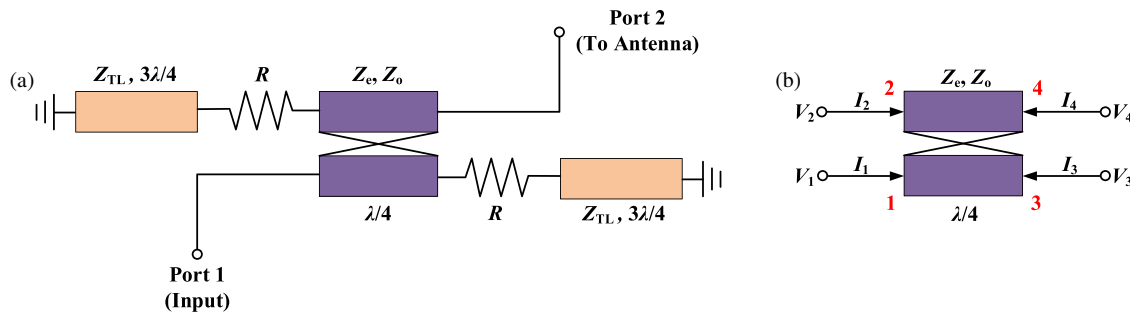 (a)
Z_TL , 3λ/4
R
Z_e, Z_o
Port 2
(To Antenna)
λ/4
R
Z_TL , 3λ/4
Port 1
(Input)
(b)
Z_e, Z_o
2
4
V_2
I_2
I_4
V_4
V_1
I_1
I_3
V_3
1
3
λ/4